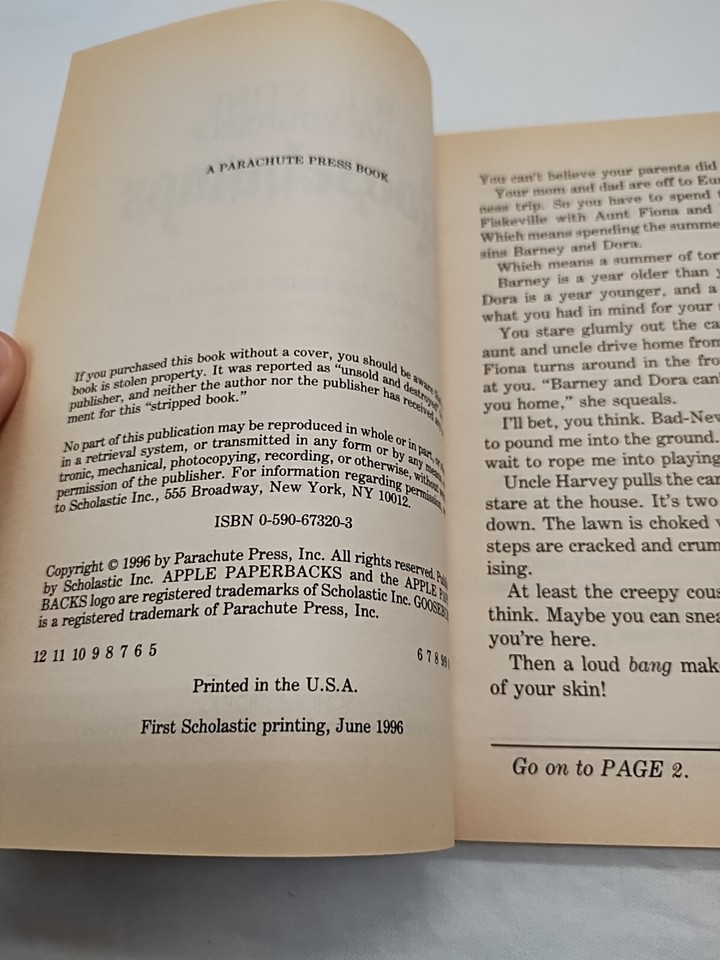 A PARACHUTE PRESS BOOK
If you purchased this book without a cover, you should be aware
book is stolen property. It was reported as "unsold and destroyed
publisher, and neither the author nor the publisher has received
ment for this "stripped book."
No part of this publication may be reproduced in whole or in part, or
in a retrieval system, or transmitted in any form or by any means
tronic, mechanical, photocopying, recording, or otherwise, without
permission of the publisher. For information regarding permission,
to Scholastic Inc., 555 Broadway, New York, NY 10012.
ISBN 0-590-67320-3
Copyright © 1996 by Parachute Press, Inc. All rights reserved.
by Scholastic Inc. APPLE PAPERBACKS and the APPLE
BACKS logo are registered trademarks of Scholastic Inc.
is a registered trademark of Parachute Press, Inc.
12 11 10 9 8 7 6 5
6 7 8 9
Printed in the U.S.A.
First Scholastic printing, June 1996
You can't believe your parents did
Your mom and dad are off to
ness trip. So you have to spend
Fiskeville with Aunt Fiona and
Which means spending the summe
sins Barney and Dora.
Which means a summer of tor
Barney is a year older than
Dora is a year younger, and a
what you had in mind for your
You stare glumly out the ca
aunt and uncle drive home from
Fiona turns around in the fro
at you. "Barney and Dora can
you home," she squeals.
I'll bet, you think. Bad-New
to pound me into the ground.
wait to rope me into playing
Uncle Harvey pulls the car
stare at the house. It's two
down. The lawn is choked
steps are cracked and crum
ising.
At least the creepy cous
think. Maybe you can snea
you're here.
Then a loud bang mak
of your skin!
Go on to PAGE 2.